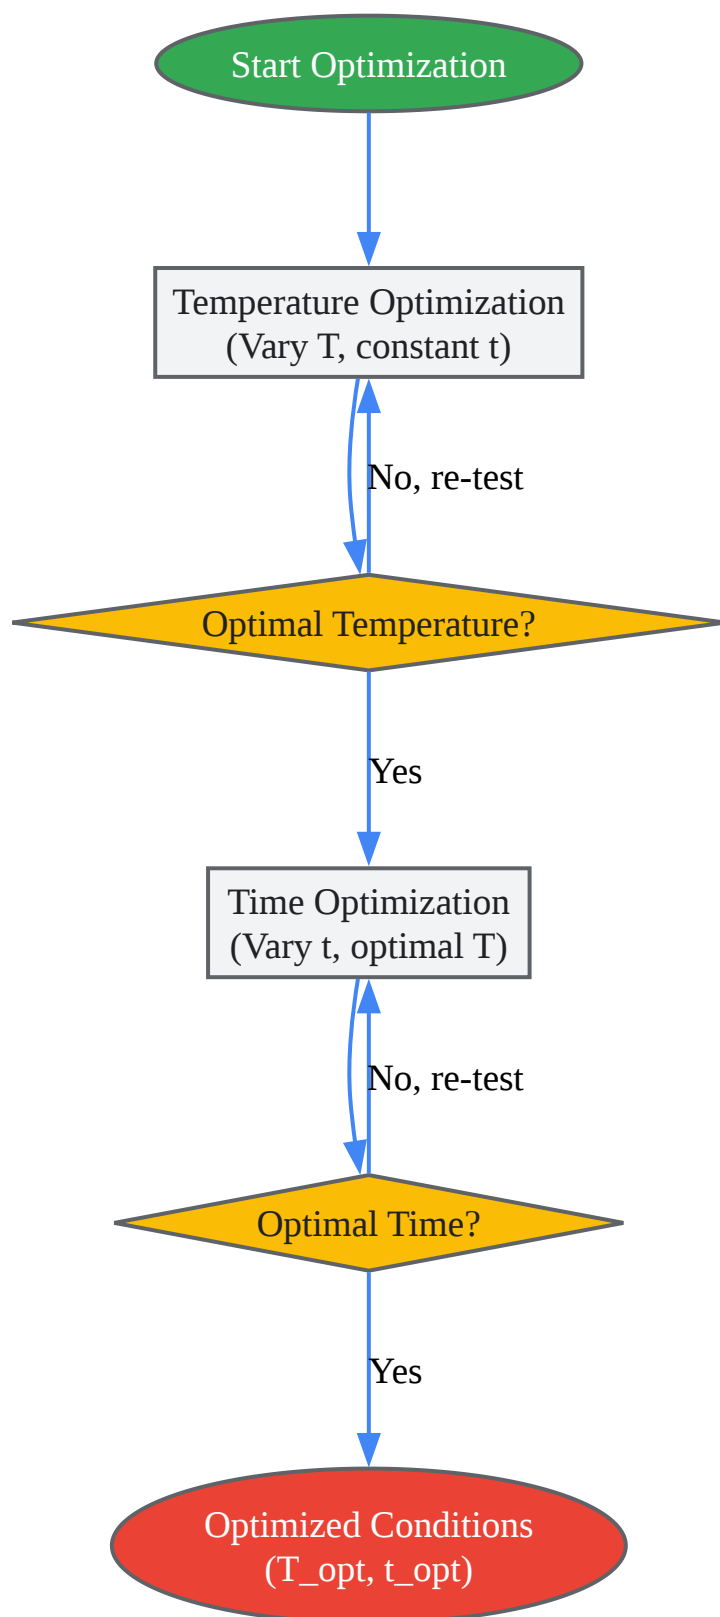 Start Optimization
Temperature Optimization
(Vary T, constant t)
No, re-test
Optimal Temperature?
Yes
Time Optimization
(Vary t, optimal T)
No, re-test
Optimal Time?
Yes
Optimized Conditions
(T_opt, t_opt)